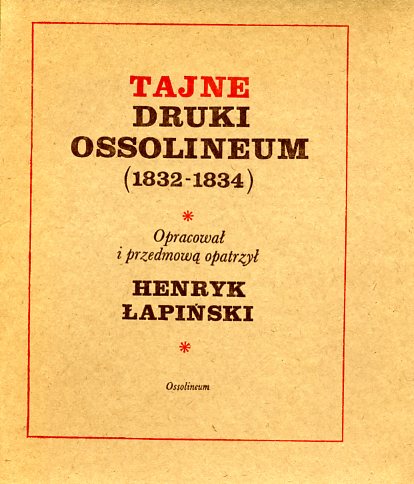 TAJNE
DRUKI
OSSOLINEUM
(1832-1834)
*
Opracował
i przedmową opatrzył
HENRYK
ŁAPIŃSKI
*
Ossolineum